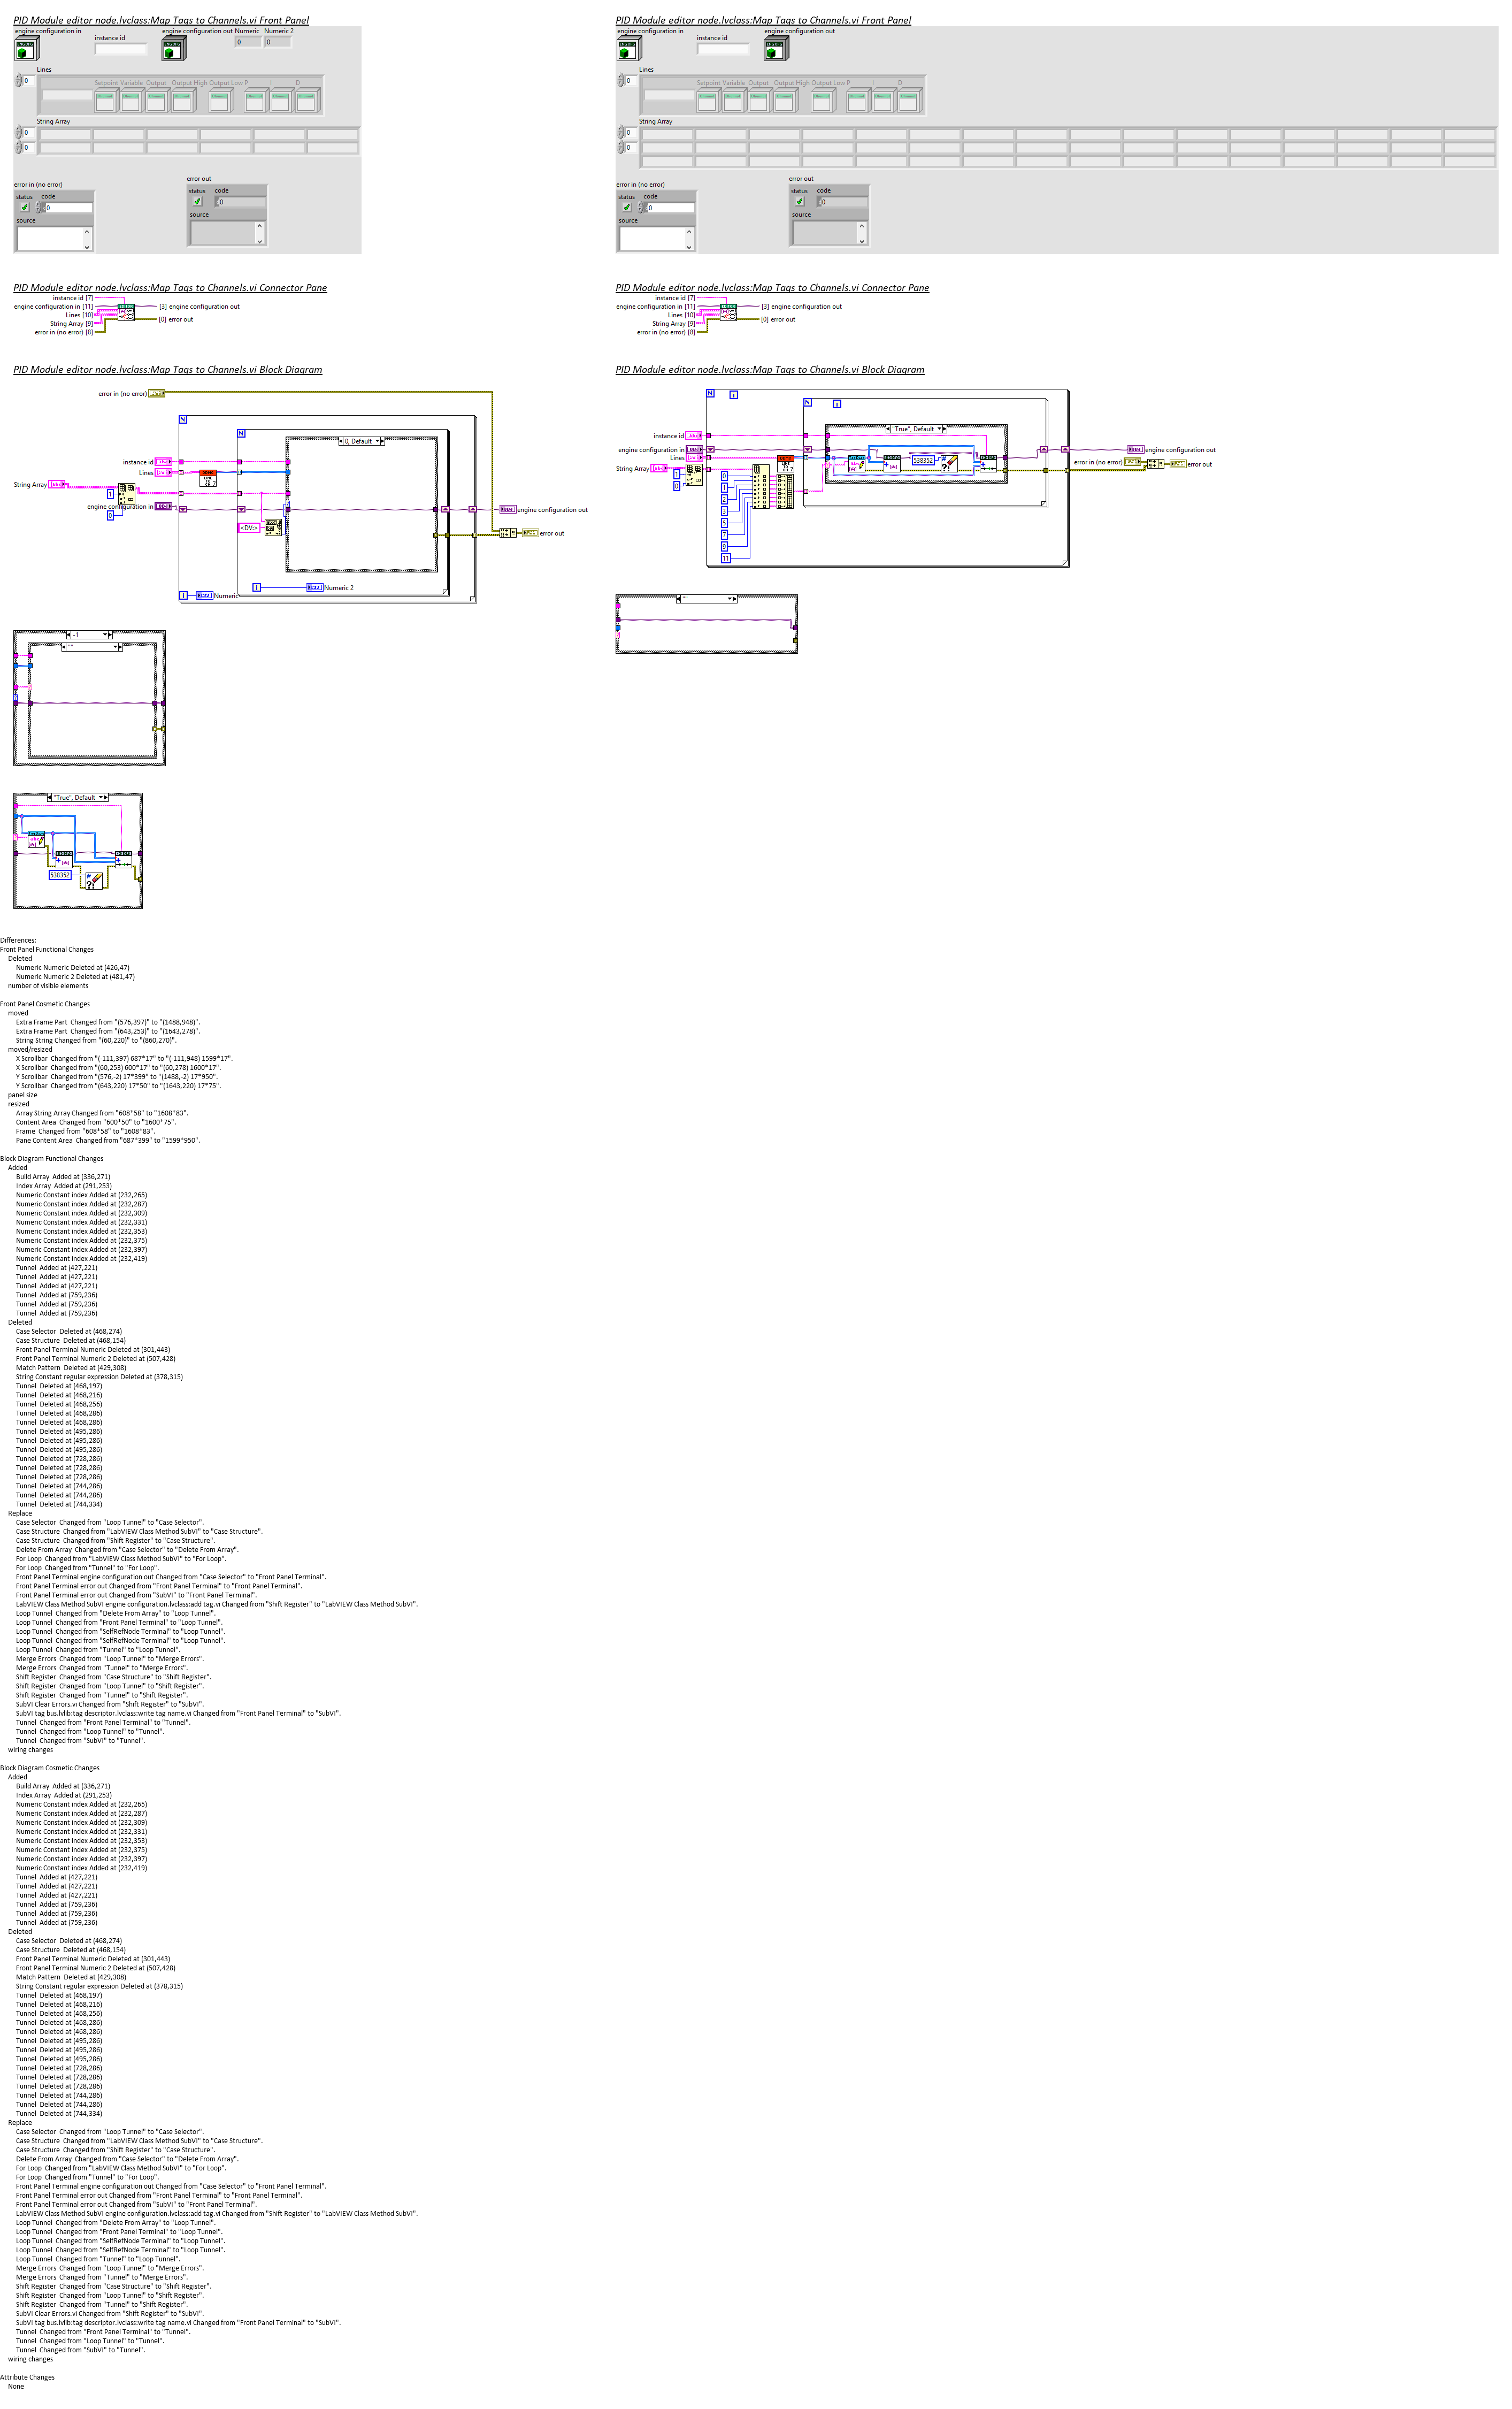 PID Module editor node.lvclass:Map Tags to Channels.vi Front Panel
engine configuration in
instance id
engine configuration out
Numeric
Numeric 2
0
0
Lines
0
Setpoint Variable Output Output High Output Low P I D
String Array
0
0
error in (no error)
status code
0
source
error out
status code
0
source
PID Module editor node.lvclass:Map Tags to Channels.vi Front Panel
engine configuration in
instance id
engine configuration out
Lines
0
Setpoint Variable Output Output High Output Low P I D
String Array
0
0
error in (no error)
status code
0
source
error out
status code
0
source
PID Module editor node.lvclass:Map Tags to Channels.vi Connector Pane
instance id [7]
engine configuration in [11]
Lines [10]
String Array [9]
error in (no error) [8]
[3] engine configuration out
[0] error out
PID Module editor node.lvclass:Map Tags to Channels.vi Connector Pane
instance id [7]
engine configuration in [11]
Lines [10]
String Array [9]
error in (no error) [8]
[3] engine configuration out
[0] error out
PID Module editor node.lvclass:Map Tags to Channels.vi Block Diagram
error in (no error)
N
N
0, Default
instance id
Lines
String Array
1
engine configuration in
0
<DV:>
engine configuration out
error out
i
Numeric 2
i
Numeric
PID Module editor node.lvclass:Map Tags to Channels.vi Block Diagram
N
i
N
i
"True", Default
instance id
engine configuration in
Lines
String Array
1
0
538352
0
1
2
3
5
7
9
11
engine configuration out
error in (no error)
error out
""
-1
""
"True", Default
538352
Differences:
Front Panel Functional Changes
Deleted
Numeric Numeric Deleted at (426,47)
Numeric Numeric 2 Deleted at (481,47)
number of visible elements
Front Panel Cosmetic Changes
moved
Extra Frame Part  Changed from "(576,397)" to "(1488,948)".
Extra Frame Part  Changed from "(643,253)" to "(1643,278)".
String String Changed from "(60,220)" to "(860,270)".
moved/resized
X Scrollbar  Changed from "(-111,397) 687*17" to "(-111,948) 1599*17".
X Scrollbar  Changed from "(60,253) 600*17" to "(60,278) 1600*17".
Y Scrollbar  Changed from "(576,-2) 17*399" to "(1488,-2) 17*950".
Y Scrollbar  Changed from "(643,220) 17*50" to "(1643,220) 17*75".
panel size
resized
Array String Array Changed from "608*58" to "1608*83".
Content Area  Changed from "600*50" to "1600*75".
Frame  Changed from "608*58" to "1608*83".
Pane Content Area  Changed from "687*399" to "1599*950".
Block Diagram Functional Changes
Added
Build Array  Added at (336,271)
Index Array  Added at (291,253)
Numeric Constant index Added at (232,265)
Numeric Constant index Added at (232,287)
Numeric Constant index Added at (232,309)
Numeric Constant index Added at (232,331)
Numeric Constant index Added at (232,353)
Numeric Constant index Added at (232,375)
Numeric Constant index Added at (232,397)
Numeric Constant index Added at (232,419)
Tunnel  Added at (427,221)
Tunnel  Added at (427,221)
Tunnel  Added at (427,221)
Tunnel  Added at (759,236)
Tunnel  Added at (759,236)
Tunnel  Added at (759,236)
Deleted
Case Selector  Deleted at (468,274)
Case Structure  Deleted at (468,154)
Front Panel Terminal Numeric Deleted at (301,443)
Front Panel Terminal Numeric 2 Deleted at (507,428)
Match Pattern  Deleted at (429,308)
String Constant regular expression Deleted at (378,315)
Tunnel  Deleted at (468,197)
Tunnel  Deleted at (468,216)
Tunnel  Deleted at (468,256)
Tunnel  Deleted at (468,286)
Tunnel  Deleted at (468,286)
Tunnel  Deleted at (495,286)
Tunnel  Deleted at (495,286)
Tunnel  Deleted at (495,286)
Tunnel  Deleted at (728,286)
Tunnel  Deleted at (728,286)
Tunnel  Deleted at (728,286)
Tunnel  Deleted at (744,286)
Tunnel  Deleted at (744,286)
Tunnel  Deleted at (744,334)
Replace
Case Selector  Changed from "Loop Tunnel" to "Case Selector".
Case Structure  Changed from "LabVIEW Class Method SubVI" to "Case Structure".
Case Structure  Changed from "Shift Register" to "Case Structure".
Delete From Array  Changed from "Case Selector" to "Delete From Array".
For Loop  Changed from "LabVIEW Class Method SubVI" to "For Loop".
For Loop  Changed from "Tunnel" to "For Loop".
Front Panel Terminal engine configuration out Changed from "Case Selector" to "Front Panel Terminal".
Front Panel Terminal error out Changed from "Front Panel Terminal" to "Front Panel Terminal".
Front Panel Terminal error out Changed from "SubVI" to "Front Panel Terminal".
LabVIEW Class Method SubVI engine configuration.lvclass:add tag.vi Changed from "Shift Register" to "LabVIEW Class Method SubVI".
Loop Tunnel  Changed from "Delete From Array" to "Loop Tunnel".
Loop Tunnel  Changed from "Front Panel Terminal" to "Loop Tunnel".
Loop Tunnel  Changed from "SelfRefNode Terminal" to "Loop Tunnel".
Loop Tunnel  Changed from "SelfRefNode Terminal" to "Loop Tunnel".
Loop Tunnel  Changed from "Tunnel" to "Loop Tunnel".
Merge Errors  Changed from "Loop Tunnel" to "Merge Errors".
Merge Errors  Changed from "Tunnel" to "Merge Errors".
Shift Register  Changed from "Case Structure" to "Shift Register".
Shift Register  Changed from "Loop Tunnel" to "Shift Register".
Shift Register  Changed from "Tunnel" to "Shift Register".
SubVI Clear Errors.vi Changed from "Shift Register" to "SubVI".
SubVI tag bus.lvlib:tag descriptor.lvclass:write tag name.vi Changed from "Front Panel Terminal" to "SubVI".
Tunnel  Changed from "Front Panel Terminal" to "Tunnel".
Tunnel  Changed from "Loop Tunnel" to "Tunnel".
Tunnel  Changed from "SubVI" to "Tunnel".
wiring changes
Block Diagram Cosmetic Changes
Added
Build Array  Added at (336,271)
Index Array  Added at (291,253)
Numeric Constant index Added at (232,265)
Numeric Constant index Added at (232,287)
Numeric Constant index Added at (232,309)
Numeric Constant index Added at (232,331)
Numeric Constant index Added at (232,353)
Numeric Constant index Added at (232,375)
Numeric Constant index Added at (232,397)
Numeric Constant index Added at (232,419)
Tunnel  Added at (427,221)
Tunnel  Added at (427,221)
Tunnel  Added at (427,221)
Tunnel  Added at (759,236)
Tunnel  Added at (759,236)
Tunnel  Added at (759,236)
Deleted
Case Selector  Deleted at (468,274)
Case Structure  Deleted at (468,154)
Front Panel Terminal Numeric Deleted at (301,443)
Front Panel Terminal Numeric 2 Deleted at (507,428)
Match Pattern  Deleted at (429,308)
String Constant regular expression Deleted at (378,315)
Tunnel  Deleted at (468,197)
Tunnel  Deleted at (468,216)
Tunnel  Deleted at (468,256)
Tunnel  Deleted at (468,286)
Tunnel  Deleted at (468,286)
Tunnel  Deleted at (495,286)
Tunnel  Deleted at (495,286)
Tunnel  Deleted at (495,286)
Tunnel  Deleted at (728,286)
Tunnel  Deleted at (728,286)
Tunnel  Deleted at (728,286)
Tunnel  Deleted at (744,286)
Tunnel  Deleted at (744,286)
Tunnel  Deleted at (744,334)
Replace
Case Selector  Changed from "Loop Tunnel" to "Case Selector".
Case Structure  Changed from "LabVIEW Class Method SubVI" to "Case Structure".
Case Structure  Changed from "Shift Register" to "Case Structure".
Delete From Array  Changed from "Case Selector" to "Delete From Array".
For Loop  Changed from "LabVIEW Class Method SubVI" to "For Loop".
For Loop  Changed from "Tunnel" to "For Loop".
Front Panel Terminal engine configuration out Changed from "Case Selector" to "Front Panel Terminal".
Front Panel Terminal error out Changed from "Front Panel Terminal" to "Front Panel Terminal".
Front Panel Terminal error out Changed from "SubVI" to "Front Panel Terminal".
LabVIEW Class Method SubVI engine configuration.lvclass:add tag.vi Changed from "Shift Register" to "LabVIEW Class Method SubVI".
Loop Tunnel  Changed from "Delete From Array" to "Loop Tunnel".
Loop Tunnel  Changed from "Front Panel Terminal" to "Loop Tunnel".
Loop Tunnel  Changed from "SelfRefNode Terminal" to "Loop Tunnel".
Loop Tunnel  Changed from "SelfRefNode Terminal" to "Loop Tunnel".
Loop Tunnel  Changed from "Tunnel" to "Loop Tunnel".
Merge Errors  Changed from "Loop Tunnel" to "Merge Errors".
Merge Errors  Changed from "Tunnel" to "Merge Errors".
Shift Register  Changed from "Case Structure" to "Shift Register".
Shift Register  Changed from "Loop Tunnel" to "Shift Register".
Shift Register  Changed from "Tunnel" to "Shift Register".
SubVI Clear Errors.vi Changed from "Shift Register" to "SubVI".
SubVI tag bus.lvlib:tag descriptor.lvclass:write tag name.vi Changed from "Front Panel Terminal" to "SubVI".
Tunnel  Changed from "Front Panel Terminal" to "Tunnel".
Tunnel  Changed from "Loop Tunnel" to "Tunnel".
Tunnel  Changed from "SubVI" to "Tunnel".
wiring changes
Attribute Changes
None